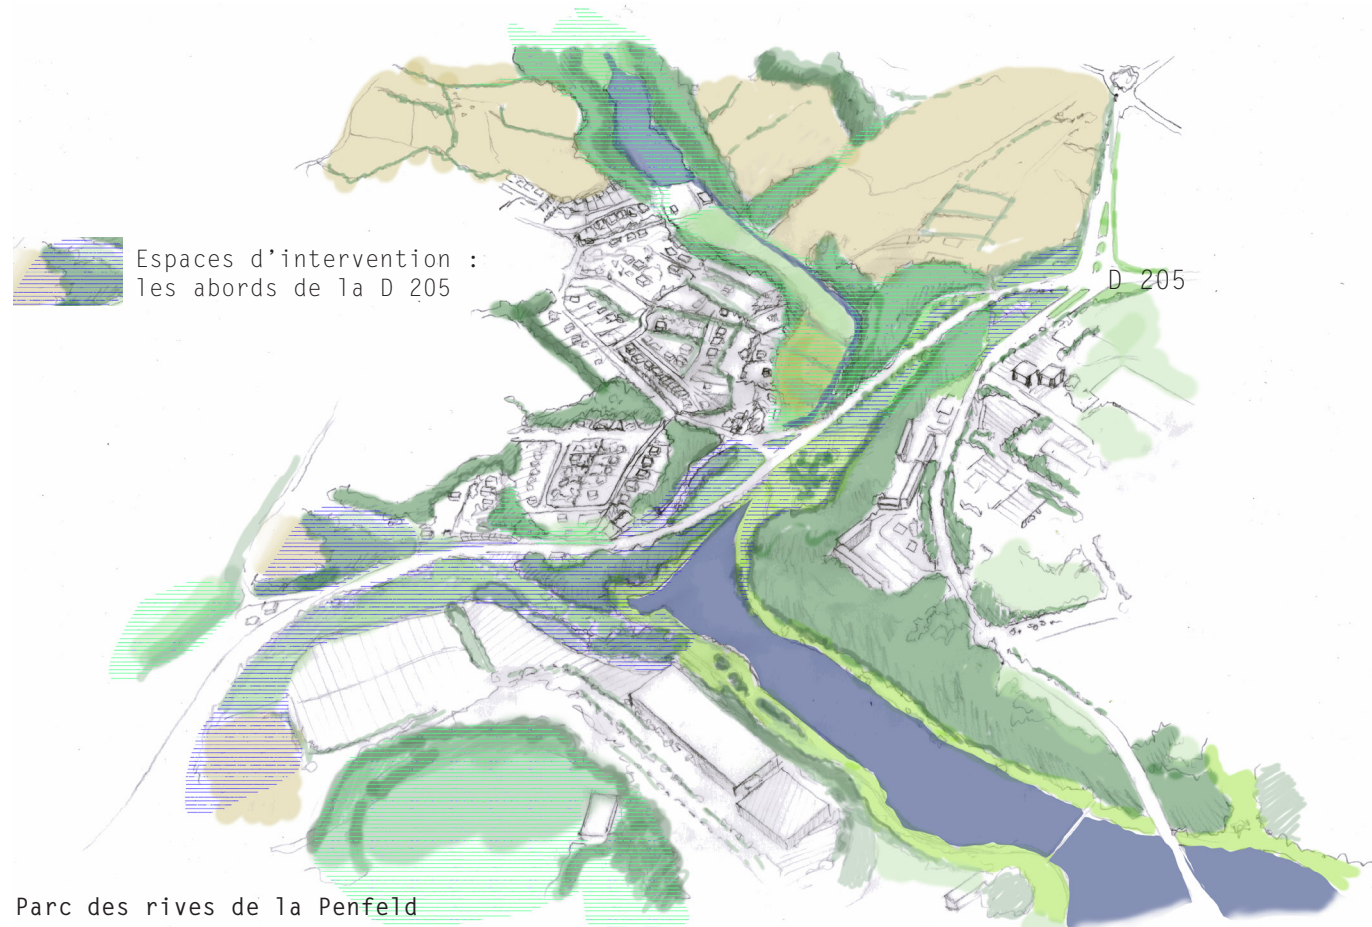 Espaces d'intervention :
les abords de la D 205
D 205
Parc des rives de la Penfeld